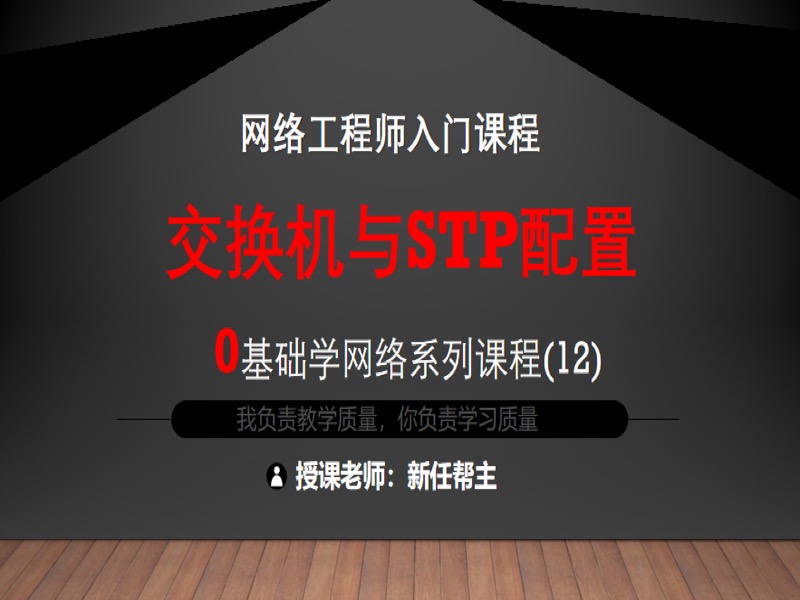 网络工程师入门课程
交换机与STP配置
0基础学网络系列课程(12)
我负责教学质量，你负责学习质量
授课老师：新任帮主